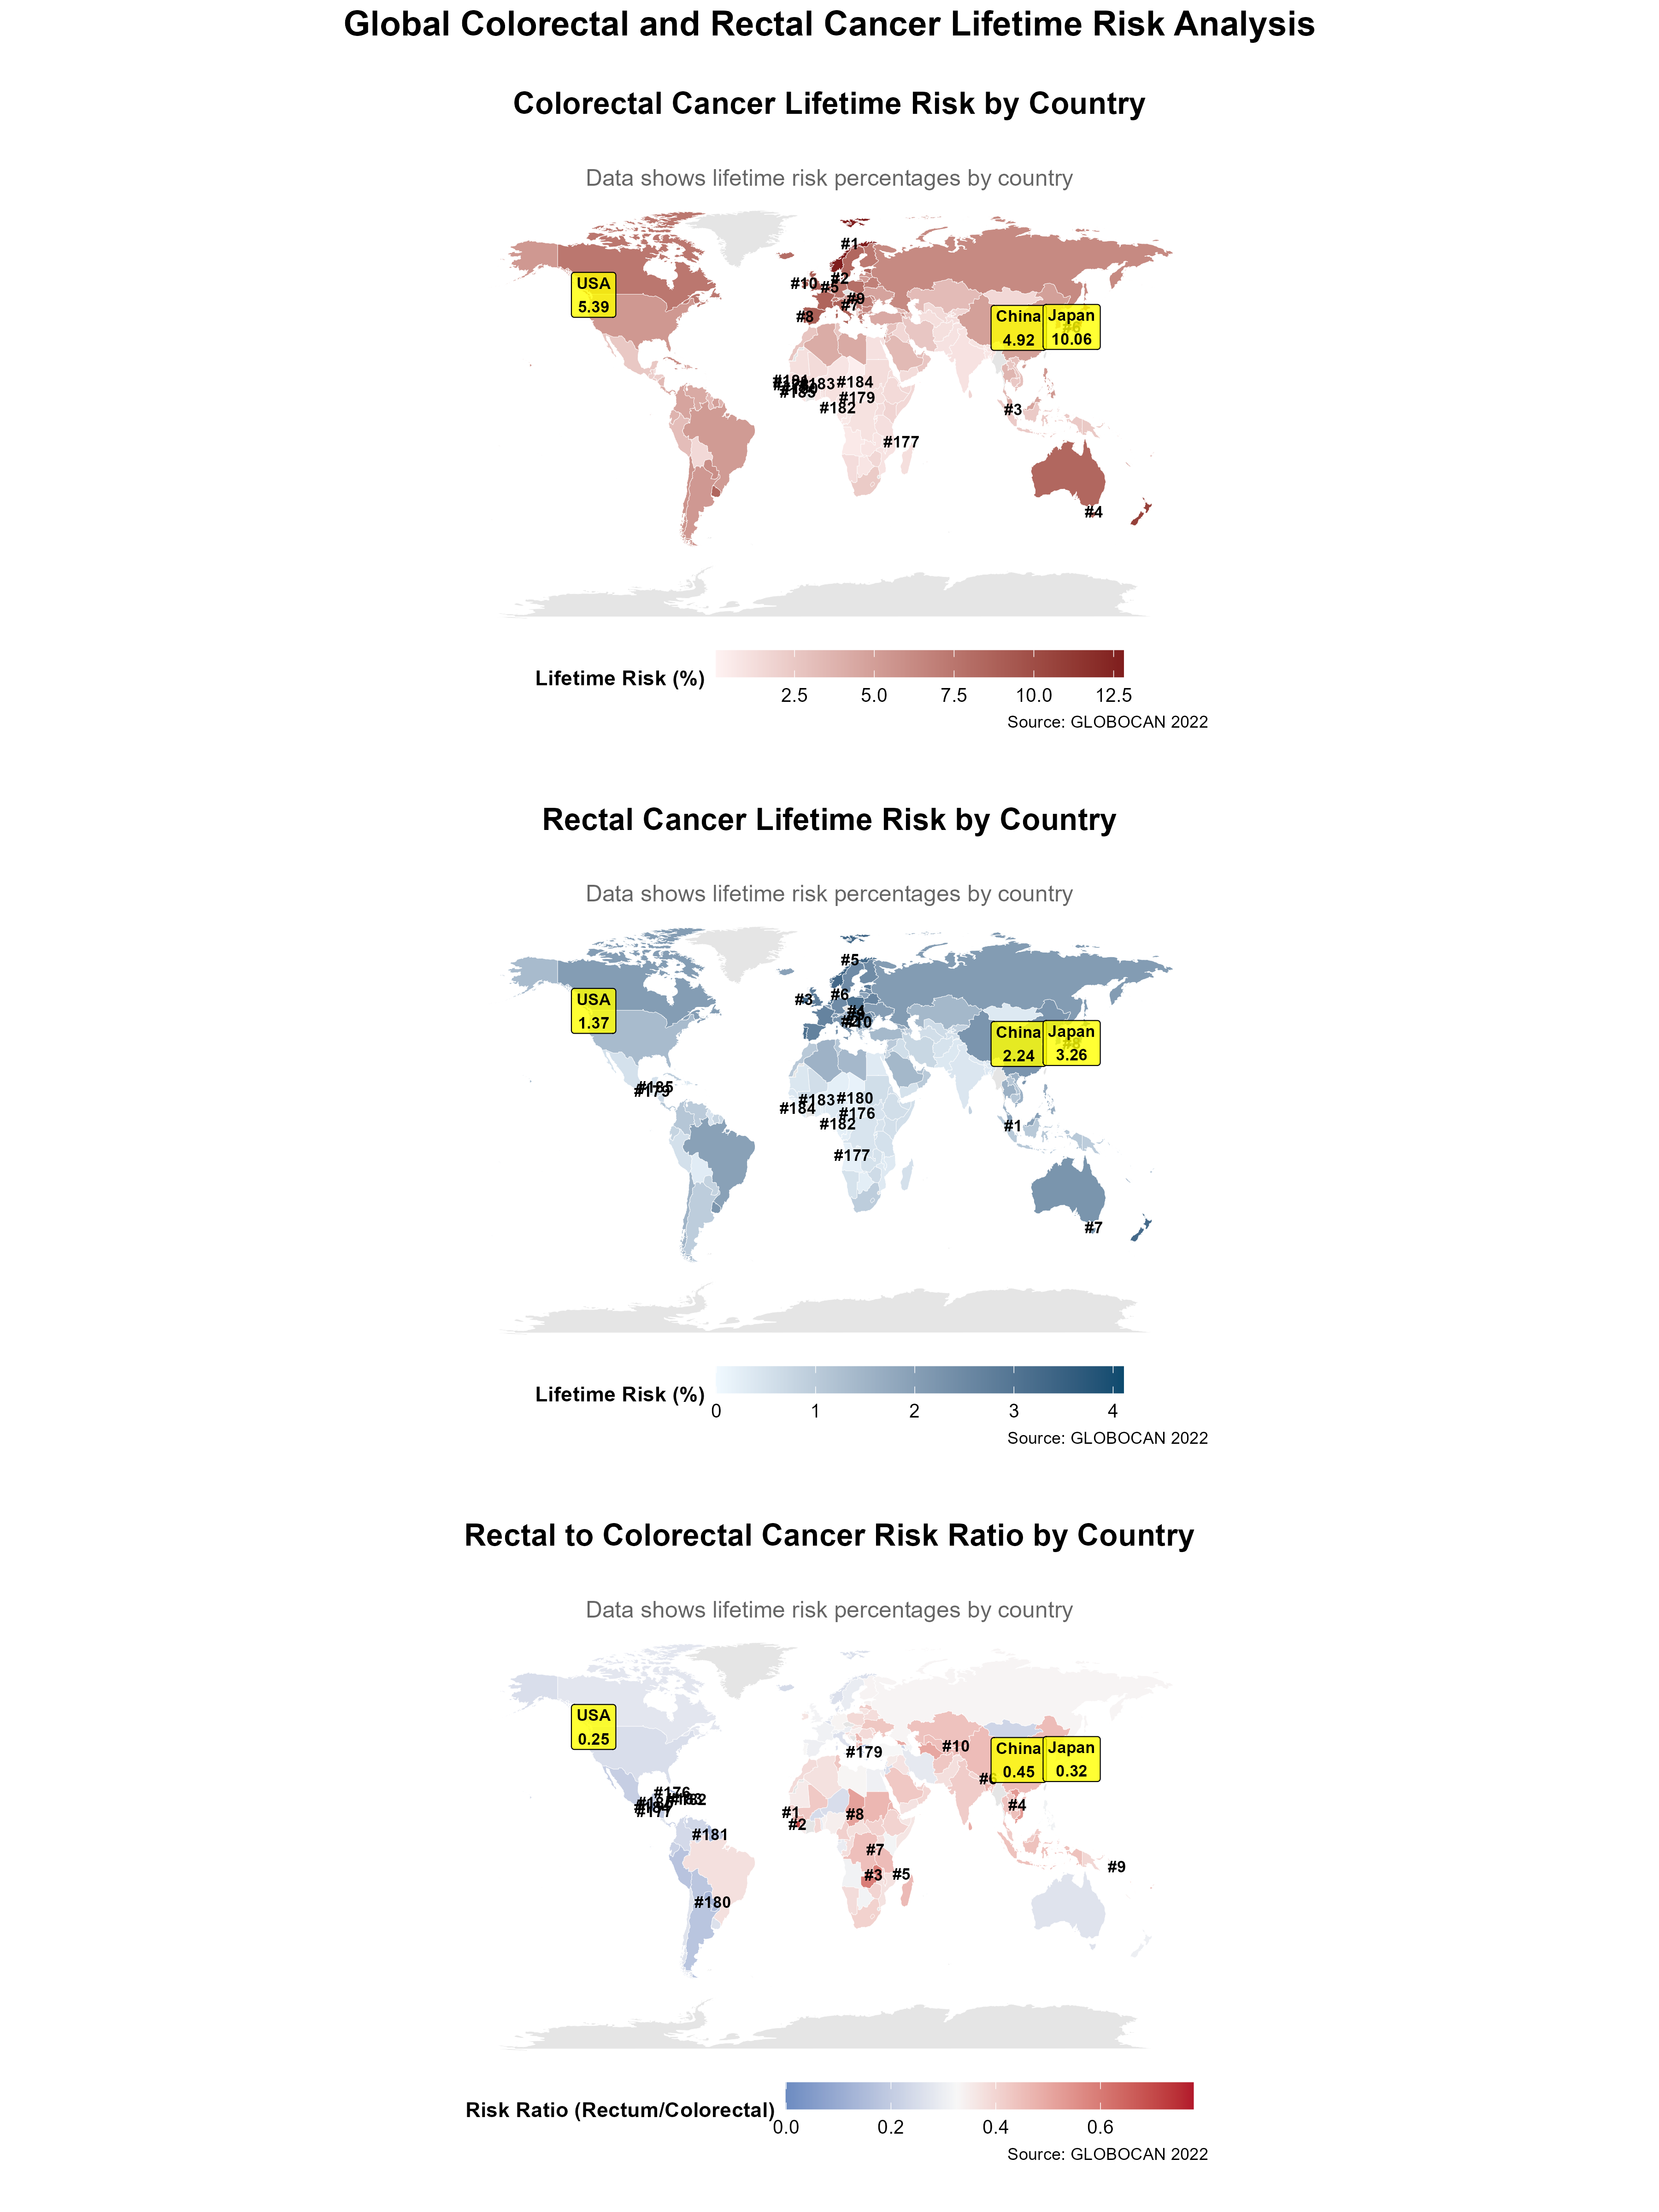 Global Colorectal and Rectal Cancer Lifetime Risk Analysis
Colorectal Cancer Lifetime Risk by Country
Data shows lifetime risk percentages by country
#1
USA
5.39
#10
#2
#5
#9
#7
#8
China
4.92
Japan
10.06
#183
#184
#179
#182
#3
#177
#4
Lifetime Risk (%)
2.5 5.0 7.5 10.0 12.5
Source: GLOBOCAN 2022
Rectal Cancer Lifetime Risk by Country
Data shows lifetime risk percentages by country
#5
USA
1.37
#3
#6
#4
#10
China
2.24
Japan
3.26
#185
#179
#183
#180
#184
#176
#182
#1
#177
#7
Lifetime Risk (%)
0 1 2 3 4
Source: GLOBOCAN 2022
Rectal to Colorectal Cancer Risk Ratio by Country
Data shows lifetime risk percentages by country
USA
0.25
#179
#10
China
0.45
Japan
0.32
#176
#182
#177
#1
#2
#8
#4
#181
#7
#3
#5
#9
#180
Risk Ratio (Rectum/Colorectal)
0.0 0.2 0.4 0.6
Source: GLOBOCAN 2022